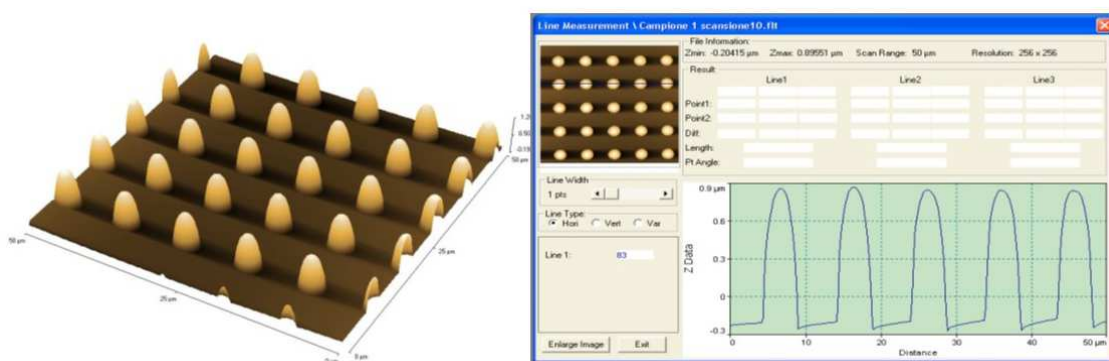 50 µm
25 µm
0 µm
25 µm
50 µm
Line Measurement \ Campione 1 scansione10.flt
File Information:
Zmin: -0.20415 µm Zmax: 0.89551 µm Scan Range: 50 µm Resolution: 256 x 256
Result
Line1 Line2 Line3
Point1:
Point2:
Diff:
Length:
Pt Angle:
Line Width
1 pts
Line Type:
Hori Vert Var
Line 1: 83
Enlarge Image Exit
0.9 µm
0.6
0.3
0
-0.3
Z Data
0 10 20 30 40 50 µm
Distance